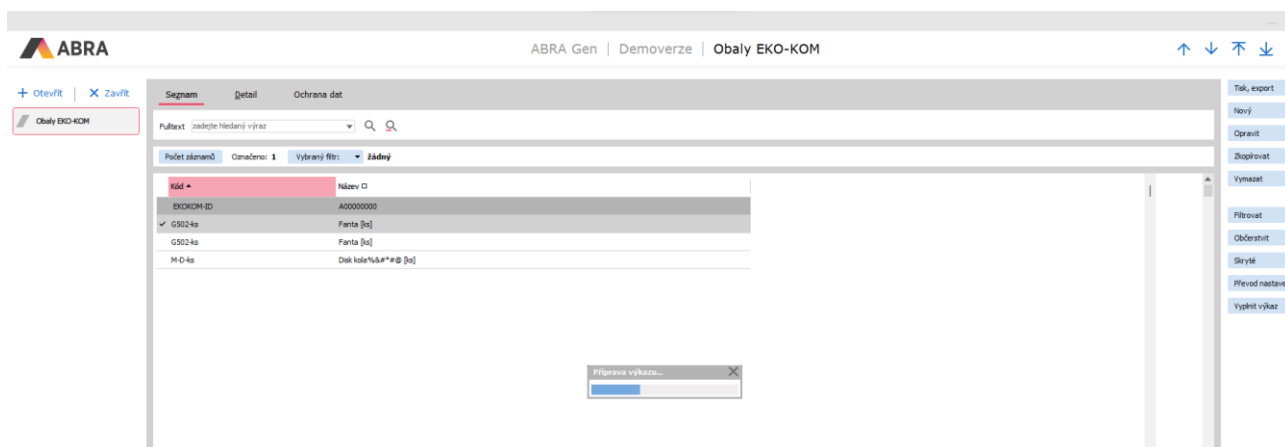 ABRA
ABRA Gen | Demoverze | Obaly EKO-KOM
Otevřít | Zavřít
Obaly EKO-KOM
Seznam Detail Ochrana dat
Fulltext zadejte hledaný výraz
Počet záznamů Označeno: 1 Vybraný filtr: žádný
Kód Název
EKOKOM-ID A00000000
G502-ks Fanta [ks]
G502-ks Fanta [ks]
M-D-ks Disk kola%&#*#@ [ks]
Příprava výkazu...
Tisk, export
Nový
Opravit
Zkopírovat
Vymazat
Filtrovat
Občerstvit
Skryté
Převod nastave
Vyplnit výkaz